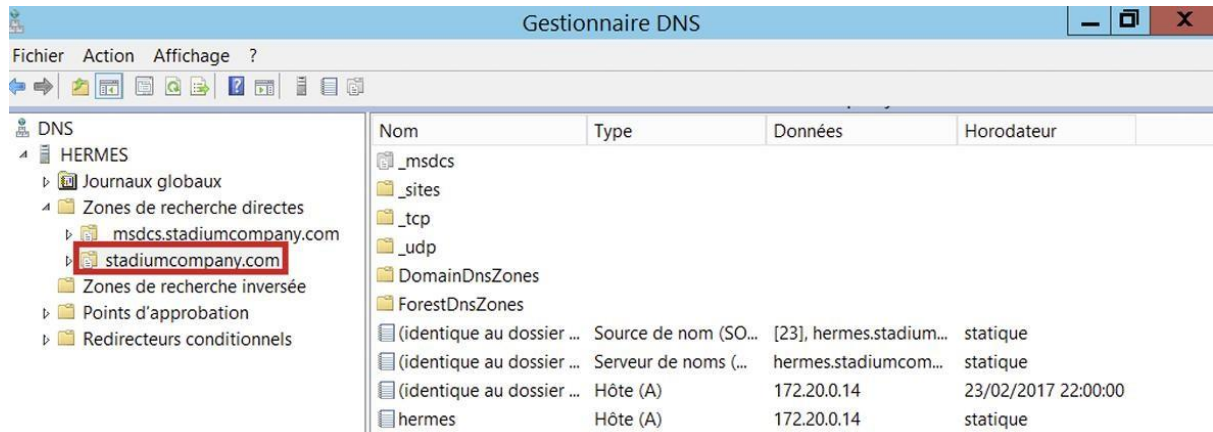 Gestionnaire DNS
Fichier Action Affichage ?
DNS
HERMES
Journaux globaux
Zones de recherche directes
_msdcs.stadiumcompany.com
stadiumcompany.com
Zones de recherche inversée
Points d'approbation
Redirecteurs conditionnels
Nom Type Données Horodateur
_msdcs
_sites
_tcp
_udp
DomainDnsZones
ForestDnsZones
(identique au dossier ... Source de nom (SO... [23], hermes.stadium... statique
(identique au dossier ... Serveur de noms (... hermes.stadiumcom... statique
(identique au dossier ... Hôte (A) 172.20.0.14 23/02/2017 22:00:00
hermes Hôte (A) 172.20.0.14 statique